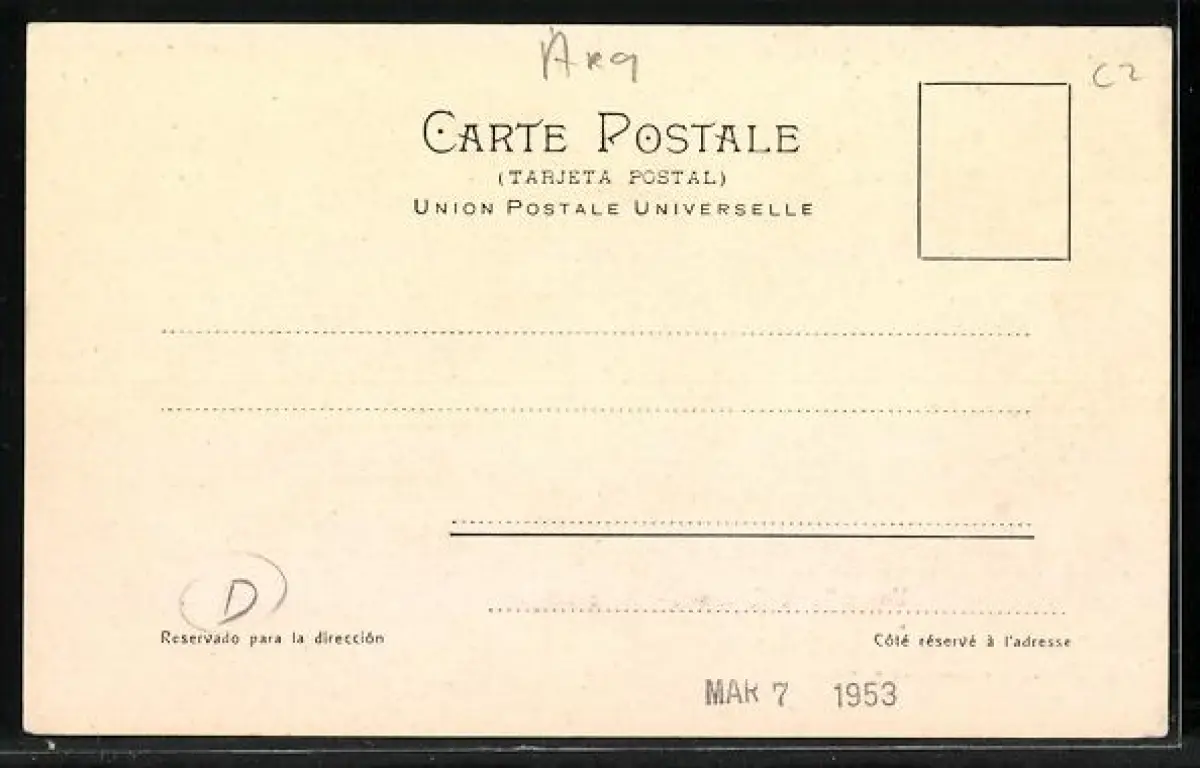 Arg
C2
CARTE POSTALE
(TARJETA POSTAL)
UNION POSTALE UNIVERSELLE
D
Reservado para la dirección
Côté réservé à l'adresse
MAR 7 1953